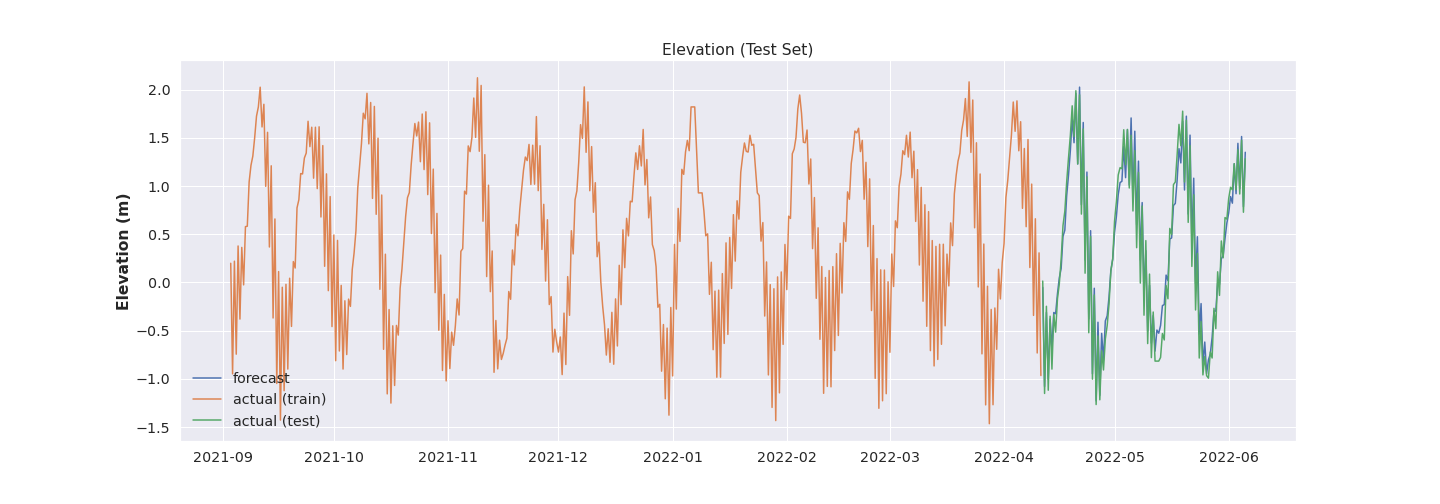 Elevation (Test Set)
Elevation (m)
2.0
1.5
1.0
0.5
0.0
−0.5
−1.0
−1.5
forecast
actual (train)
actual (test)
2021-09 2021-10 2021-11 2021-12 2022-01 2022-02 2022-03 2022-04 2022-05 2022-06